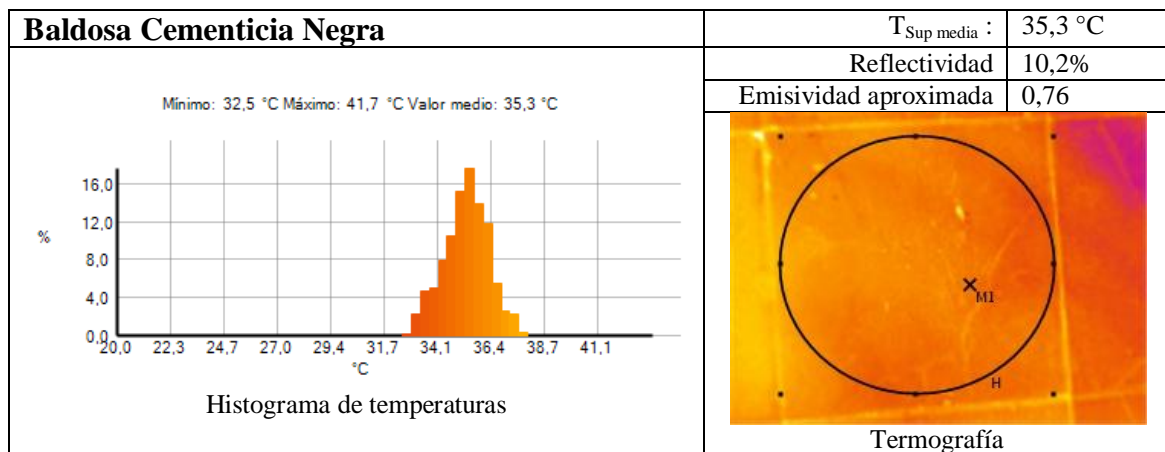 Baldosa Cementicia Negra
T Sup media : 35,3 °C
Reflectividad 10,2%
Emisividad aproximada 0,76
Mínimo: 32,5 °C Máximo: 41,7 °C Valor medio: 35,3 °C
16,0
12,0
%
8,0
4,0
0,0
20,0 22,3 24,7 27,0 29,4 31,7 34,1 36,4 38,7 41,1
°C
Histograma de temperaturas
M1
H
Termografía